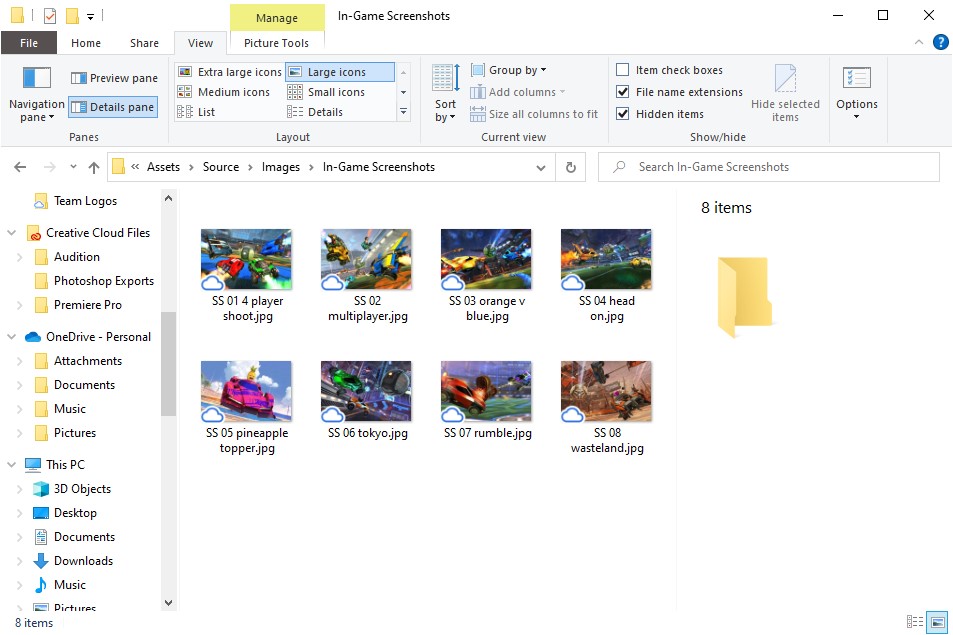 Manage
In-Game Screenshots
File
Home
Share
View
Picture Tools
Navigation pane
Preview pane
Details pane
Panes
Extra large icons
Large icons
Medium icons
Small icons
List
Details
Layout
Sort by
Group by
Add columns
Size all columns to fit
Current view
Item check boxes
File name extensions
Hidden items
Hide selected items
Show/hide
Options
« Assets > Source > Images > In-Game Screenshots
Search In-Game Screenshots
Team Logos
Creative Cloud Files
Audition
Photoshop Exports
Premiere Pro
OneDrive - Personal
Attachments
Documents
Music
Pictures
This PC
3D Objects
Desktop
Documents
Downloads
Music
Pictures
SS 01 4 player
shoot.jpg
SS 02
multiplayer.jpg
SS 03 orange v
blue.jpg
SS 04 head
on.jpg
SS 05 pineapple
topper.jpg
SS 06 tokyo.jpg
SS 07 rumble.jpg
SS 08
wasteland.jpg
8 items
8 items